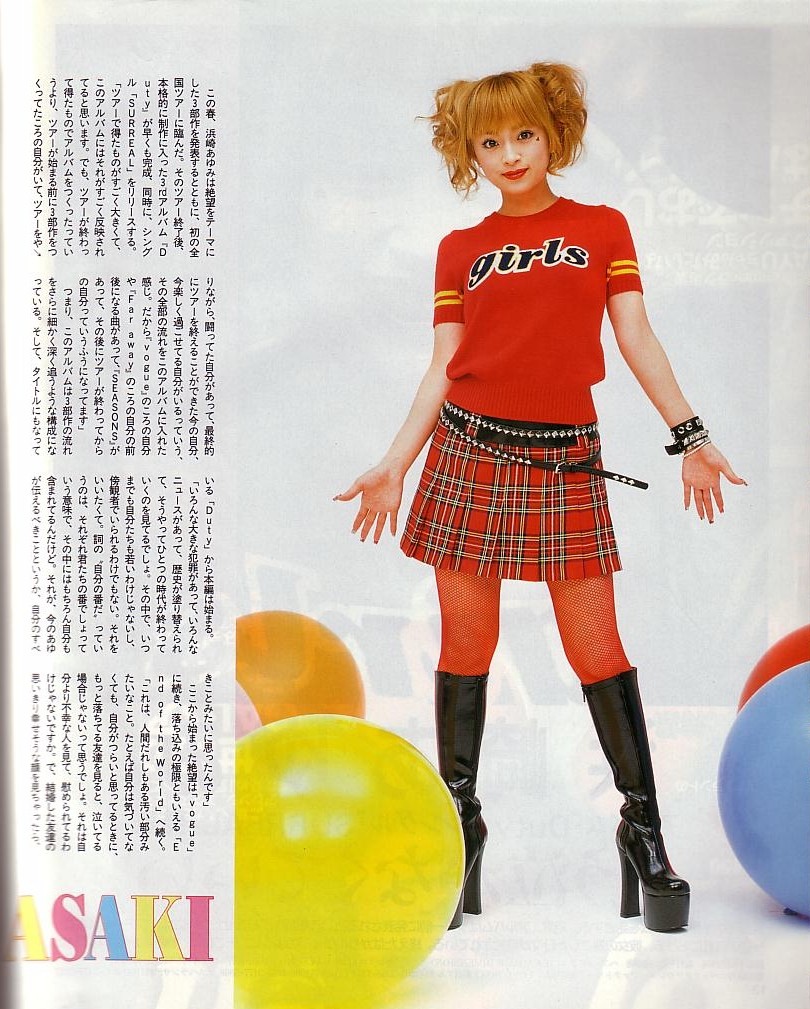 この春、浜崎あゆみは絶望をテーマに
した3部作を発表するとともに、初の全
国ツアーに臨んだ。そのツアー終了後、
本格的に制作に入った3rdアルバム『D
uty』が早くも完成、同時に、シング
ル『SURREAL』をリリースする。
「ツアーで得たものがすごく大きくて、
このアルバムにはそれがすごく反映され
てると思います。でも、ツアーが終わっ
て得たものでアルバムをつくったってい
うより、ツアーが始まる前に3部作をつ
くってたころの自分がいて、ツアーをや
りながら、闘ってた自分があって、最終的
にツアーを終えることができた今の自分、
今楽しく過ごせてる自分がいるっていう、
その全部の流れをこのアルバムに入れた
感じ。だから『vogue』のころの自分
や『Far away』のころの自分の前
後になる曲があって、『SEASONS』が
あって、その後にツアーが終わってから
の自分っていうふうになってます」
つまり、このアルバムは3部作の流れ
をさらに細かく深く追うような構成にな
っている。そして、タイトルにもなって
いる『Duty』から本編は始まる。
「いろんな大きな犯罪があって、いろんな
ニュースがあって、歴史が塗り替えられ
て、そうやってひとつの時代が終わって
いくのを見てるでしょ。その中で、いつ
までも自分たちも若いわけじゃないし、
傍観者でいられるわけでもない。それを
いいたくて。詞の〝自分の番だ〟ってい
うのは、それぞれ君たちの番でしょって
いう意味で、その中にはもちろん自分も
含まれてるんだけど。それが、今のあゆ
が伝えるべきことというか、自分のすべ
きことみたいに思ったんです」
ここから始まった絶望は『vogue』
に続き、落ち込みの極限ともいえる『E
nd of the World』へ続く。
「これは、人間だれしもある汚い部分み
たいなこと。たとえば自分は気づいてな
くても、自分がつらいと思ってるときに、
もっと落ちてる友達を見ると、泣いてる
場合じゃないって思うでしょ。それは自
分より不幸な人を見て、慰められてるわ
けじゃないですか。で、結婚した友達の
思いきり幸せそうな顔を見ちゃったら、
girls
ASAKI